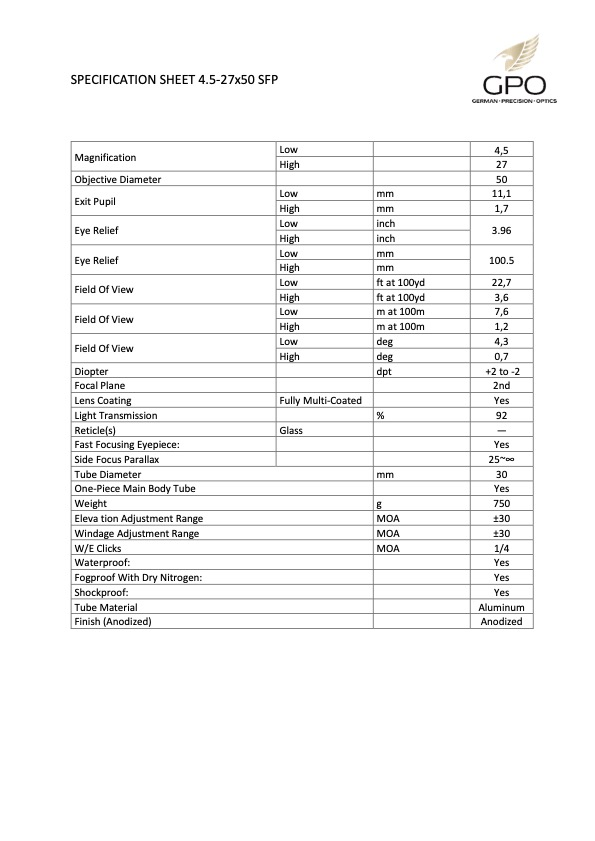 SPECIFICATION SHEET 4.5-27x50 SFP
GPO
GERMAN•PRECISION•OPTICS
Magnification Low 4,5
High 27
Objective Diameter 50
Exit Pupil Low mm 11,1
High mm 1,7
Eye Relief Low inch 3.96
High inch
Eye Relief Low mm 100.5
High mm
Field Of View Low ft at 100yd 22,7
High ft at 100yd 3,6
Field Of View Low m at 100m 7,6
High m at 100m 1,2
Field Of View Low deg 4,3
High deg 0,7
Diopter dpt +2 to -2
Focal Plane 2nd
Lens Coating Fully Multi-Coated Yes
Light Transmission % 92
Reticle(s) Glass —
Fast Focusing Eyepiece: Yes
Side Focus Parallax 25~∞
Tube Diameter mm 30
One-Piece Main Body Tube Yes
Weight g 750
Eleva tion Adjustment Range MOA ±30
Windage Adjustment Range MOA ±30
W/E Clicks MOA 1/4
Waterproof: Yes
Fogproof With Dry Nitrogen: Yes
Shockproof: Yes
Tube Material Aluminum
Finish (Anodized) Anodized